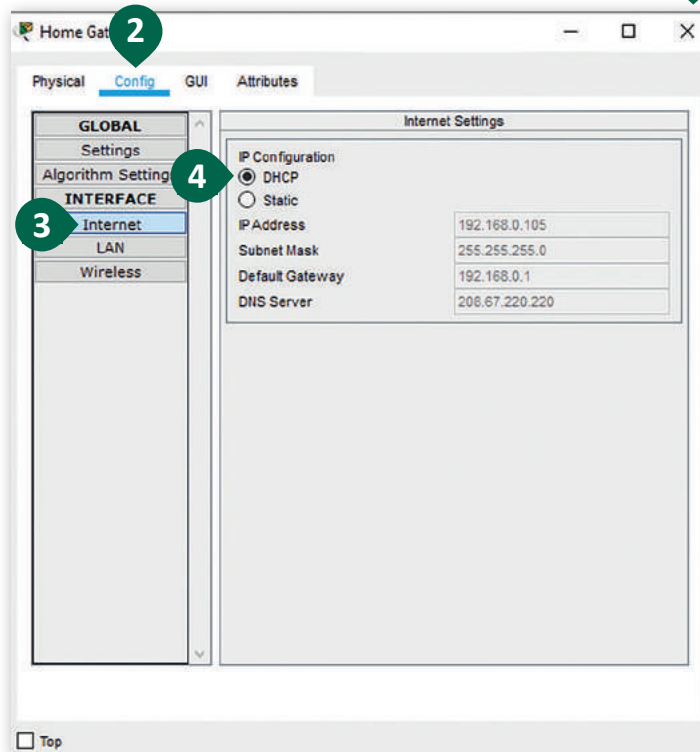 Home Gat
2
Physical Config GUI Attributes
GLOBAL
Settings
Algorithm Setting
INTERFACE
3
Internet
LAN
Wireless
Internet Settings
IP Configuration
4
DHCP
Static
IP Address 192.168.0.105
Subnet Mask 255.255.255.0
Default Gateway 192.168.0.1
DNS Server 208.67.220.220
Top